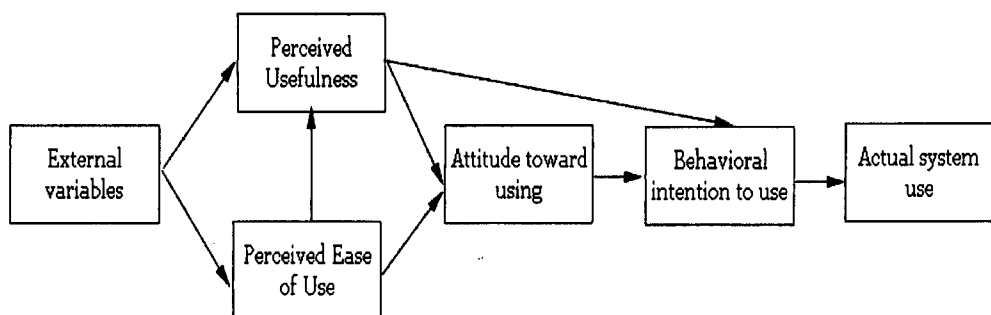 Perceived
Usefulness
External
variables
Perceived Ease
of Use
Attitude toward
using
Behavioral
intention to use
Actual system
use